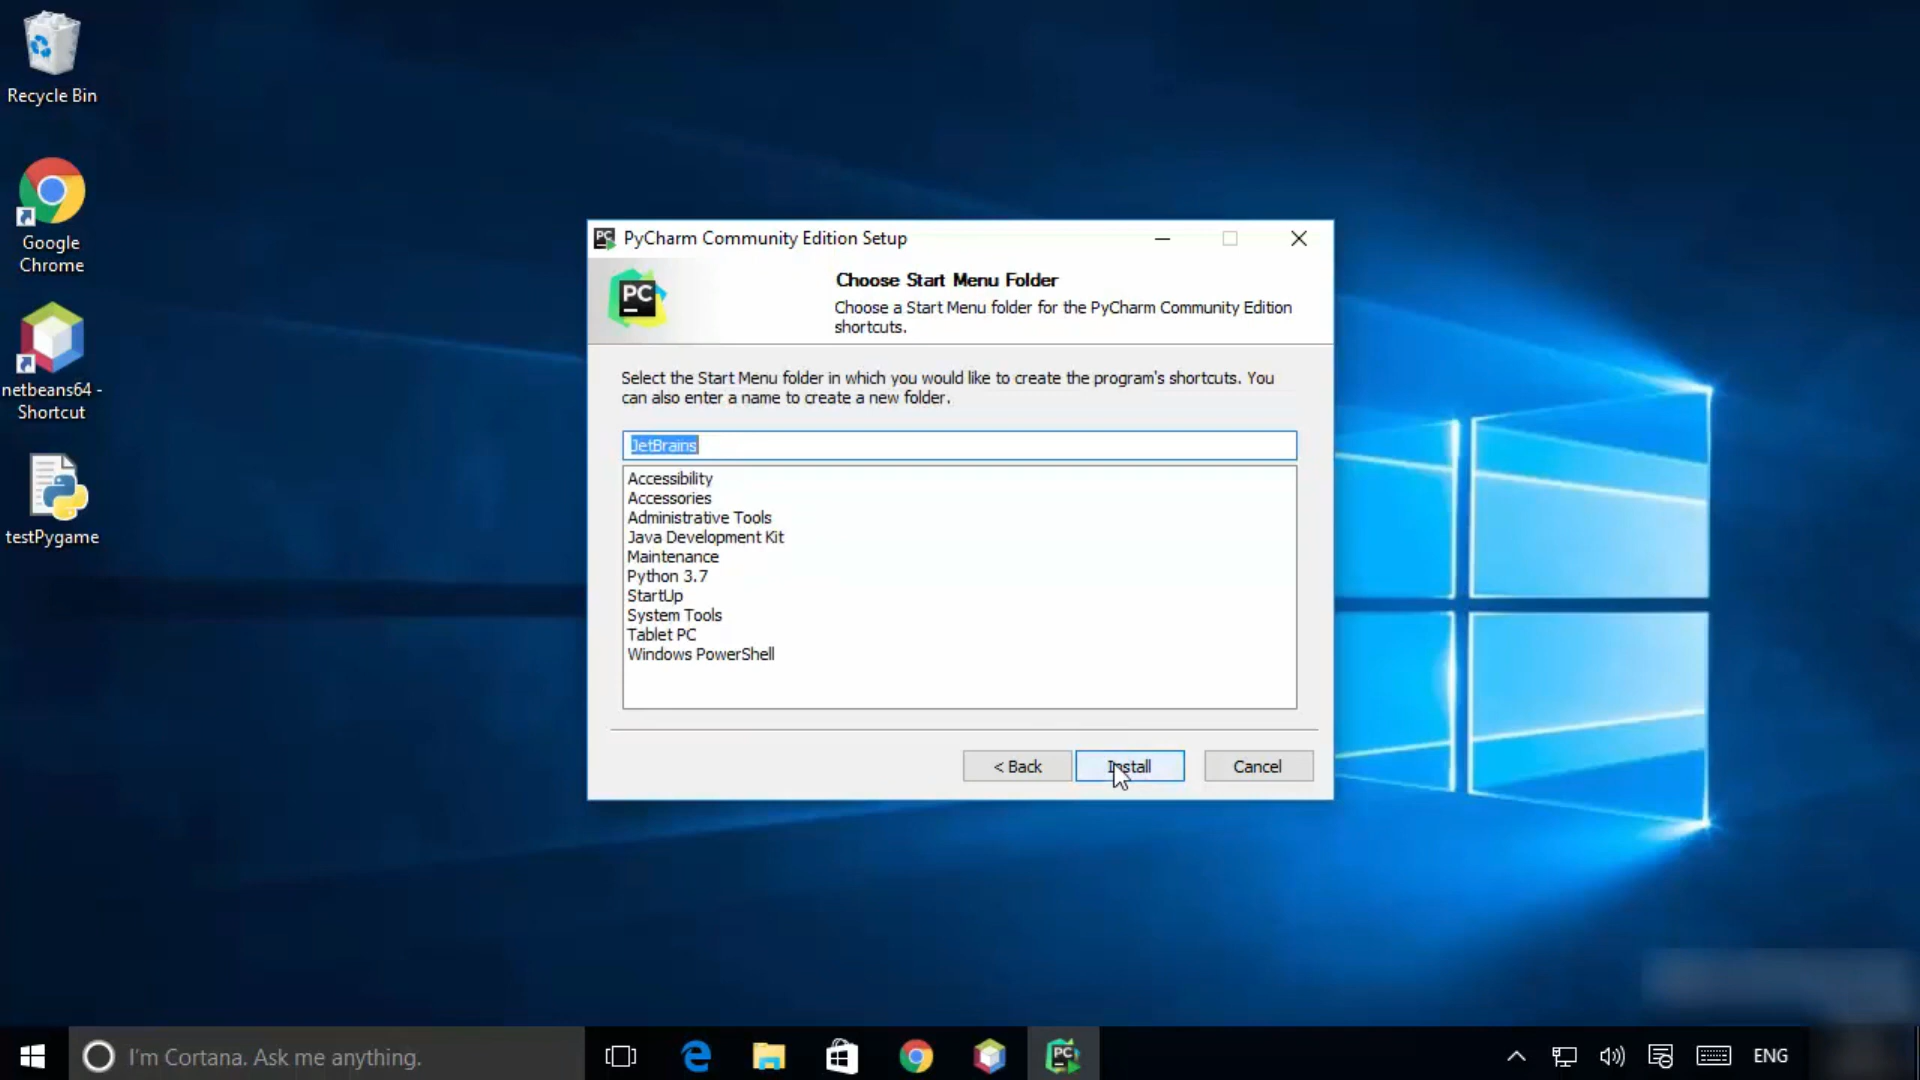 Recycle Bin
Google
Chrome
netbeans64 -
Shortcut
testPygame
PC
PyCharm Community Edition Setup
PC
Choose Start Menu Folder
Choose a Start Menu folder for the PyCharm Community Edition
shortcuts.
Select the Start Menu folder in which you would like to create the program's shortcuts. You
can also enter a name to create a new folder.
JetBrains
Accessibility
Accessories
Administrative Tools
Java Development Kit
Maintenance
Python 3.7
StartUp
System Tools
Tablet PC
Windows PowerShell
< Back
Install
Cancel
I'm Cortana. Ask me anything.
PC
ENG